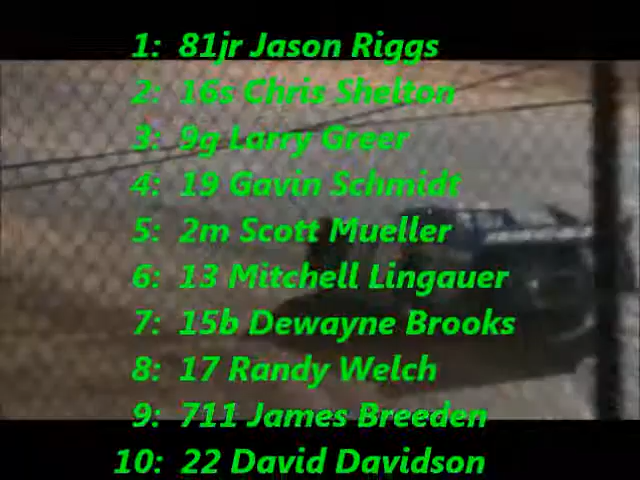 1: 81jr Jason Riggs
2: 16s Chris Shelton
3: 9g Larry Greer
4: 19 Gavin Schmidt
5: 2m Scott Mueller
6: 13 Mitchell Lingauer
7: 15b Dewayne Brooks
8: 17 Randy Welch
9: 711 James Breeden
10: 22 David Davidson